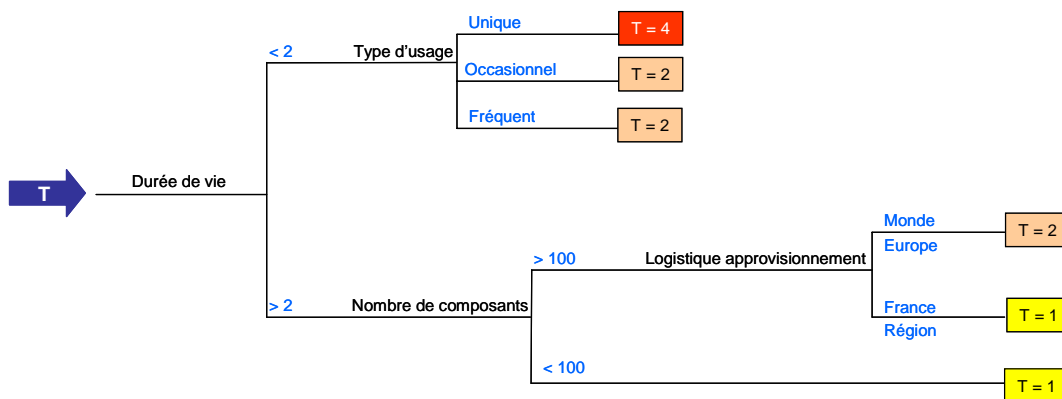 Unique
T = 4
< 2
Type d'usage
Occasionnel
T = 2
Fréquent
T = 2
T
Durée de vie
Monde
T = 2
Europe
> 100
Logistique approvisionnement
> 2
Nombre de composants
France
T = 1
Région
< 100
T = 1